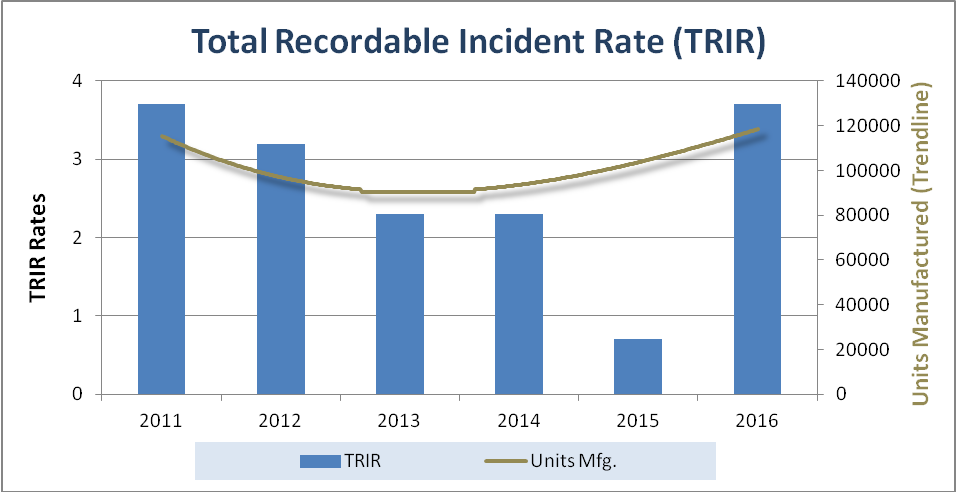 Total Recordable Incident Rate (TRIR)
4
3
2
1
0
TRIR Rates
140000
120000
100000
80000
60000
40000
20000
0
Units Manufactured (Trendline)
2011 2012 2013 2014 2015 2016
TRIR Units Mfg.